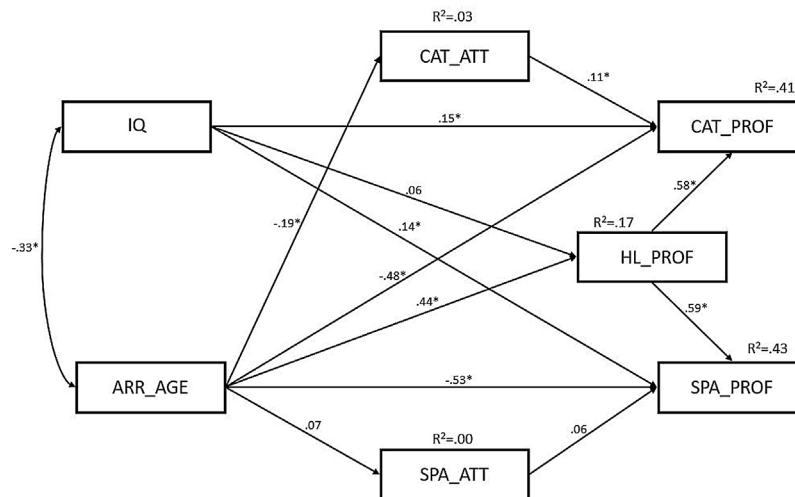 R²=.03
CAT_ATT
.11*
R²=.41
IQ
.15*
CAT_PROF
.06
.58*
-.19*
.14*
R²=.17
-.33*
HL_PROF
-.48*
.44*
.59*
R²=.43
ARR_AGE
-.53*
SPA_PROF
.07
R²=.00
.06
SPA_ATT